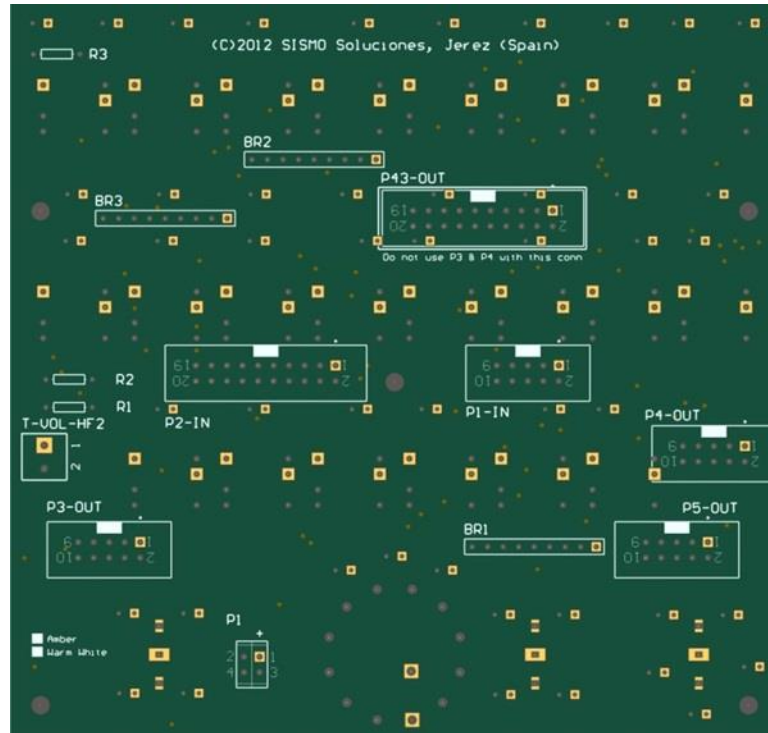 (C)2012 SISMO Soluciones, Jerez (Spain)
R3
BR2
P43-OUT
BR3
19 1
20 2
Do not use P3 & P4 with this conn
19 1
20 2
9 1
10 2
R2
R1
P2-IN
P1-IN
T-VOL-HF2
1
2
P4-OUT
9 1
10 2
P3-OUT
9 1
10 2
BR1
P5-OUT
9 1
10 2
P1
+
2 1
4 3
Amber
Warm White